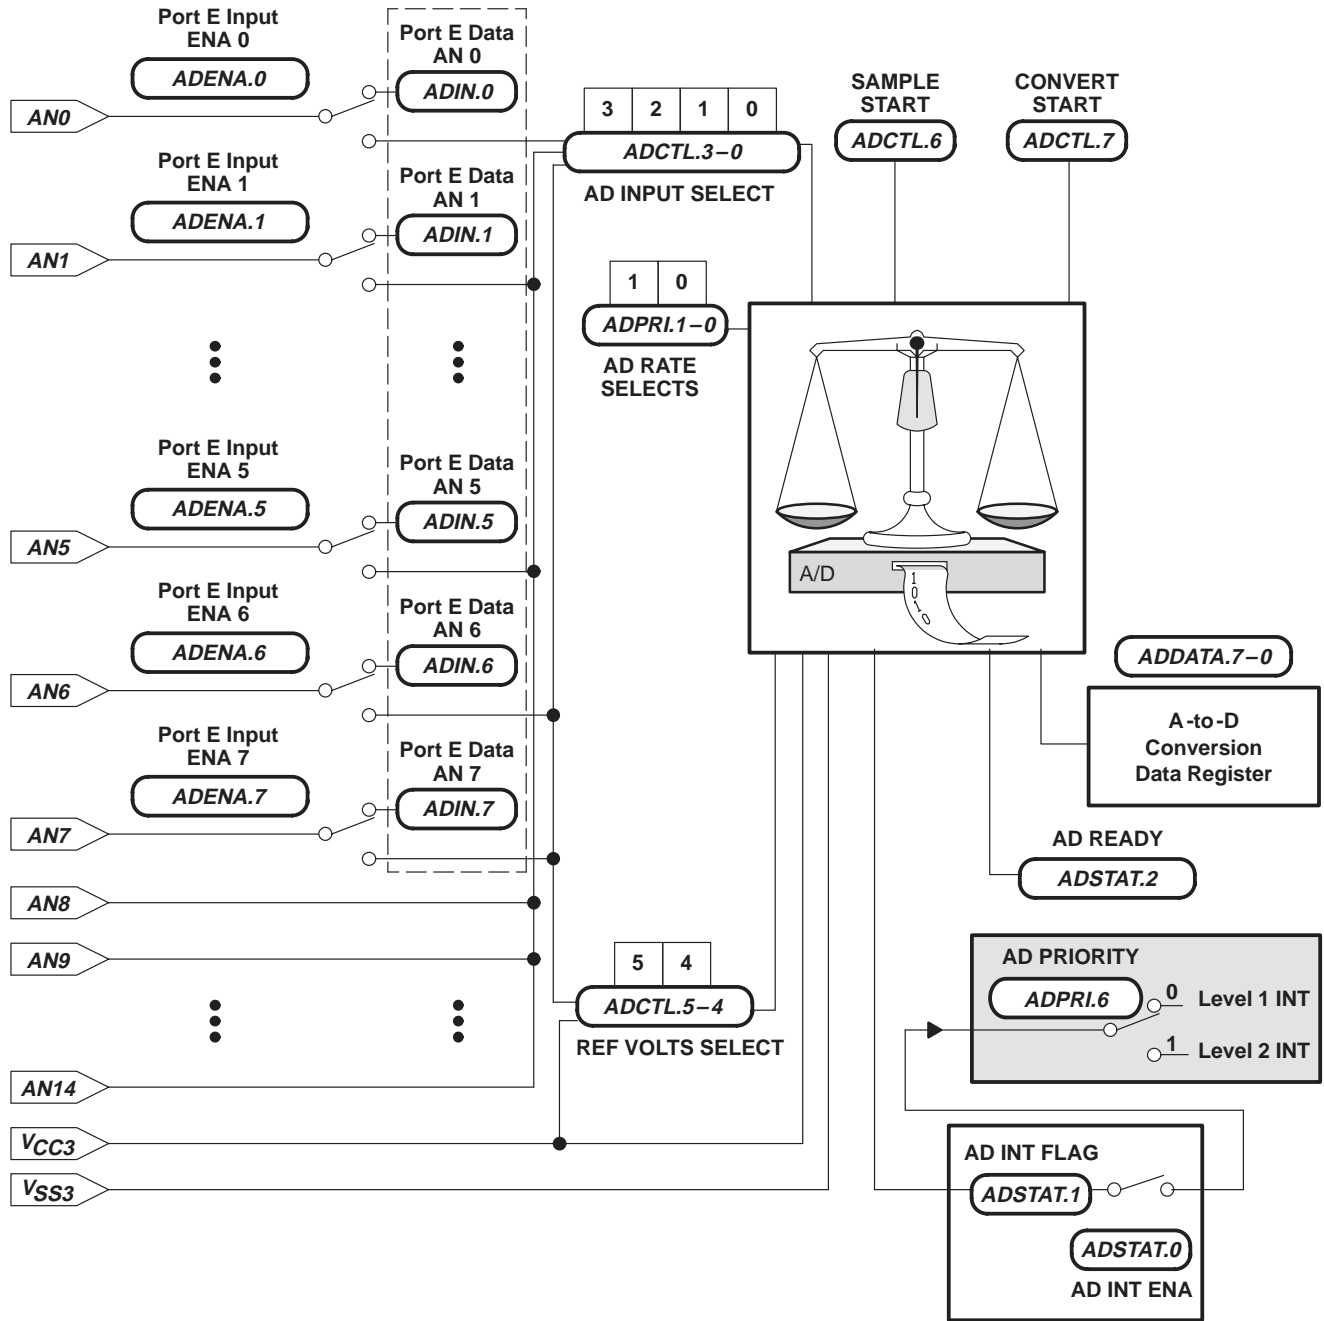 Port E Input
ENA 0
ADENA.0
AN0
Port E Data
AN 0
ADIN.0
Port E Input
ENA 1
ADENA.1
AN1
Port E Data
AN 1
ADIN.1
Port E Input
ENA 5
ADENA.5
AN5
Port E Data
AN 5
ADIN.5
Port E Input
ENA 6
ADENA.6
AN6
Port E Data
AN 6
ADIN.6
Port E Input
ENA 7
ADENA.7
AN7
Port E Data
AN 7
ADIN.7
AN8
AN9
AN14
VCC3
VSS3
3 2 1 0
ADCTL.3–0
AD INPUT SELECT
1 0
ADPRI.1–0
AD RATE
SELECTS
5 4
ADCTL.5–4
REF VOLTS SELECT
SAMPLE
START
ADCTL.6
CONVERT
START
ADCTL.7
A/D
1
0
1
0
ADDATA.7–0
A-to-D
Conversion
Data Register
AD READY
ADSTAT.2
AD PRIORITY
ADPRI.6
0 Level 1 INT
1 Level 2 INT
AD INT FLAG
ADSTAT.1
ADSTAT.0
AD INT ENA